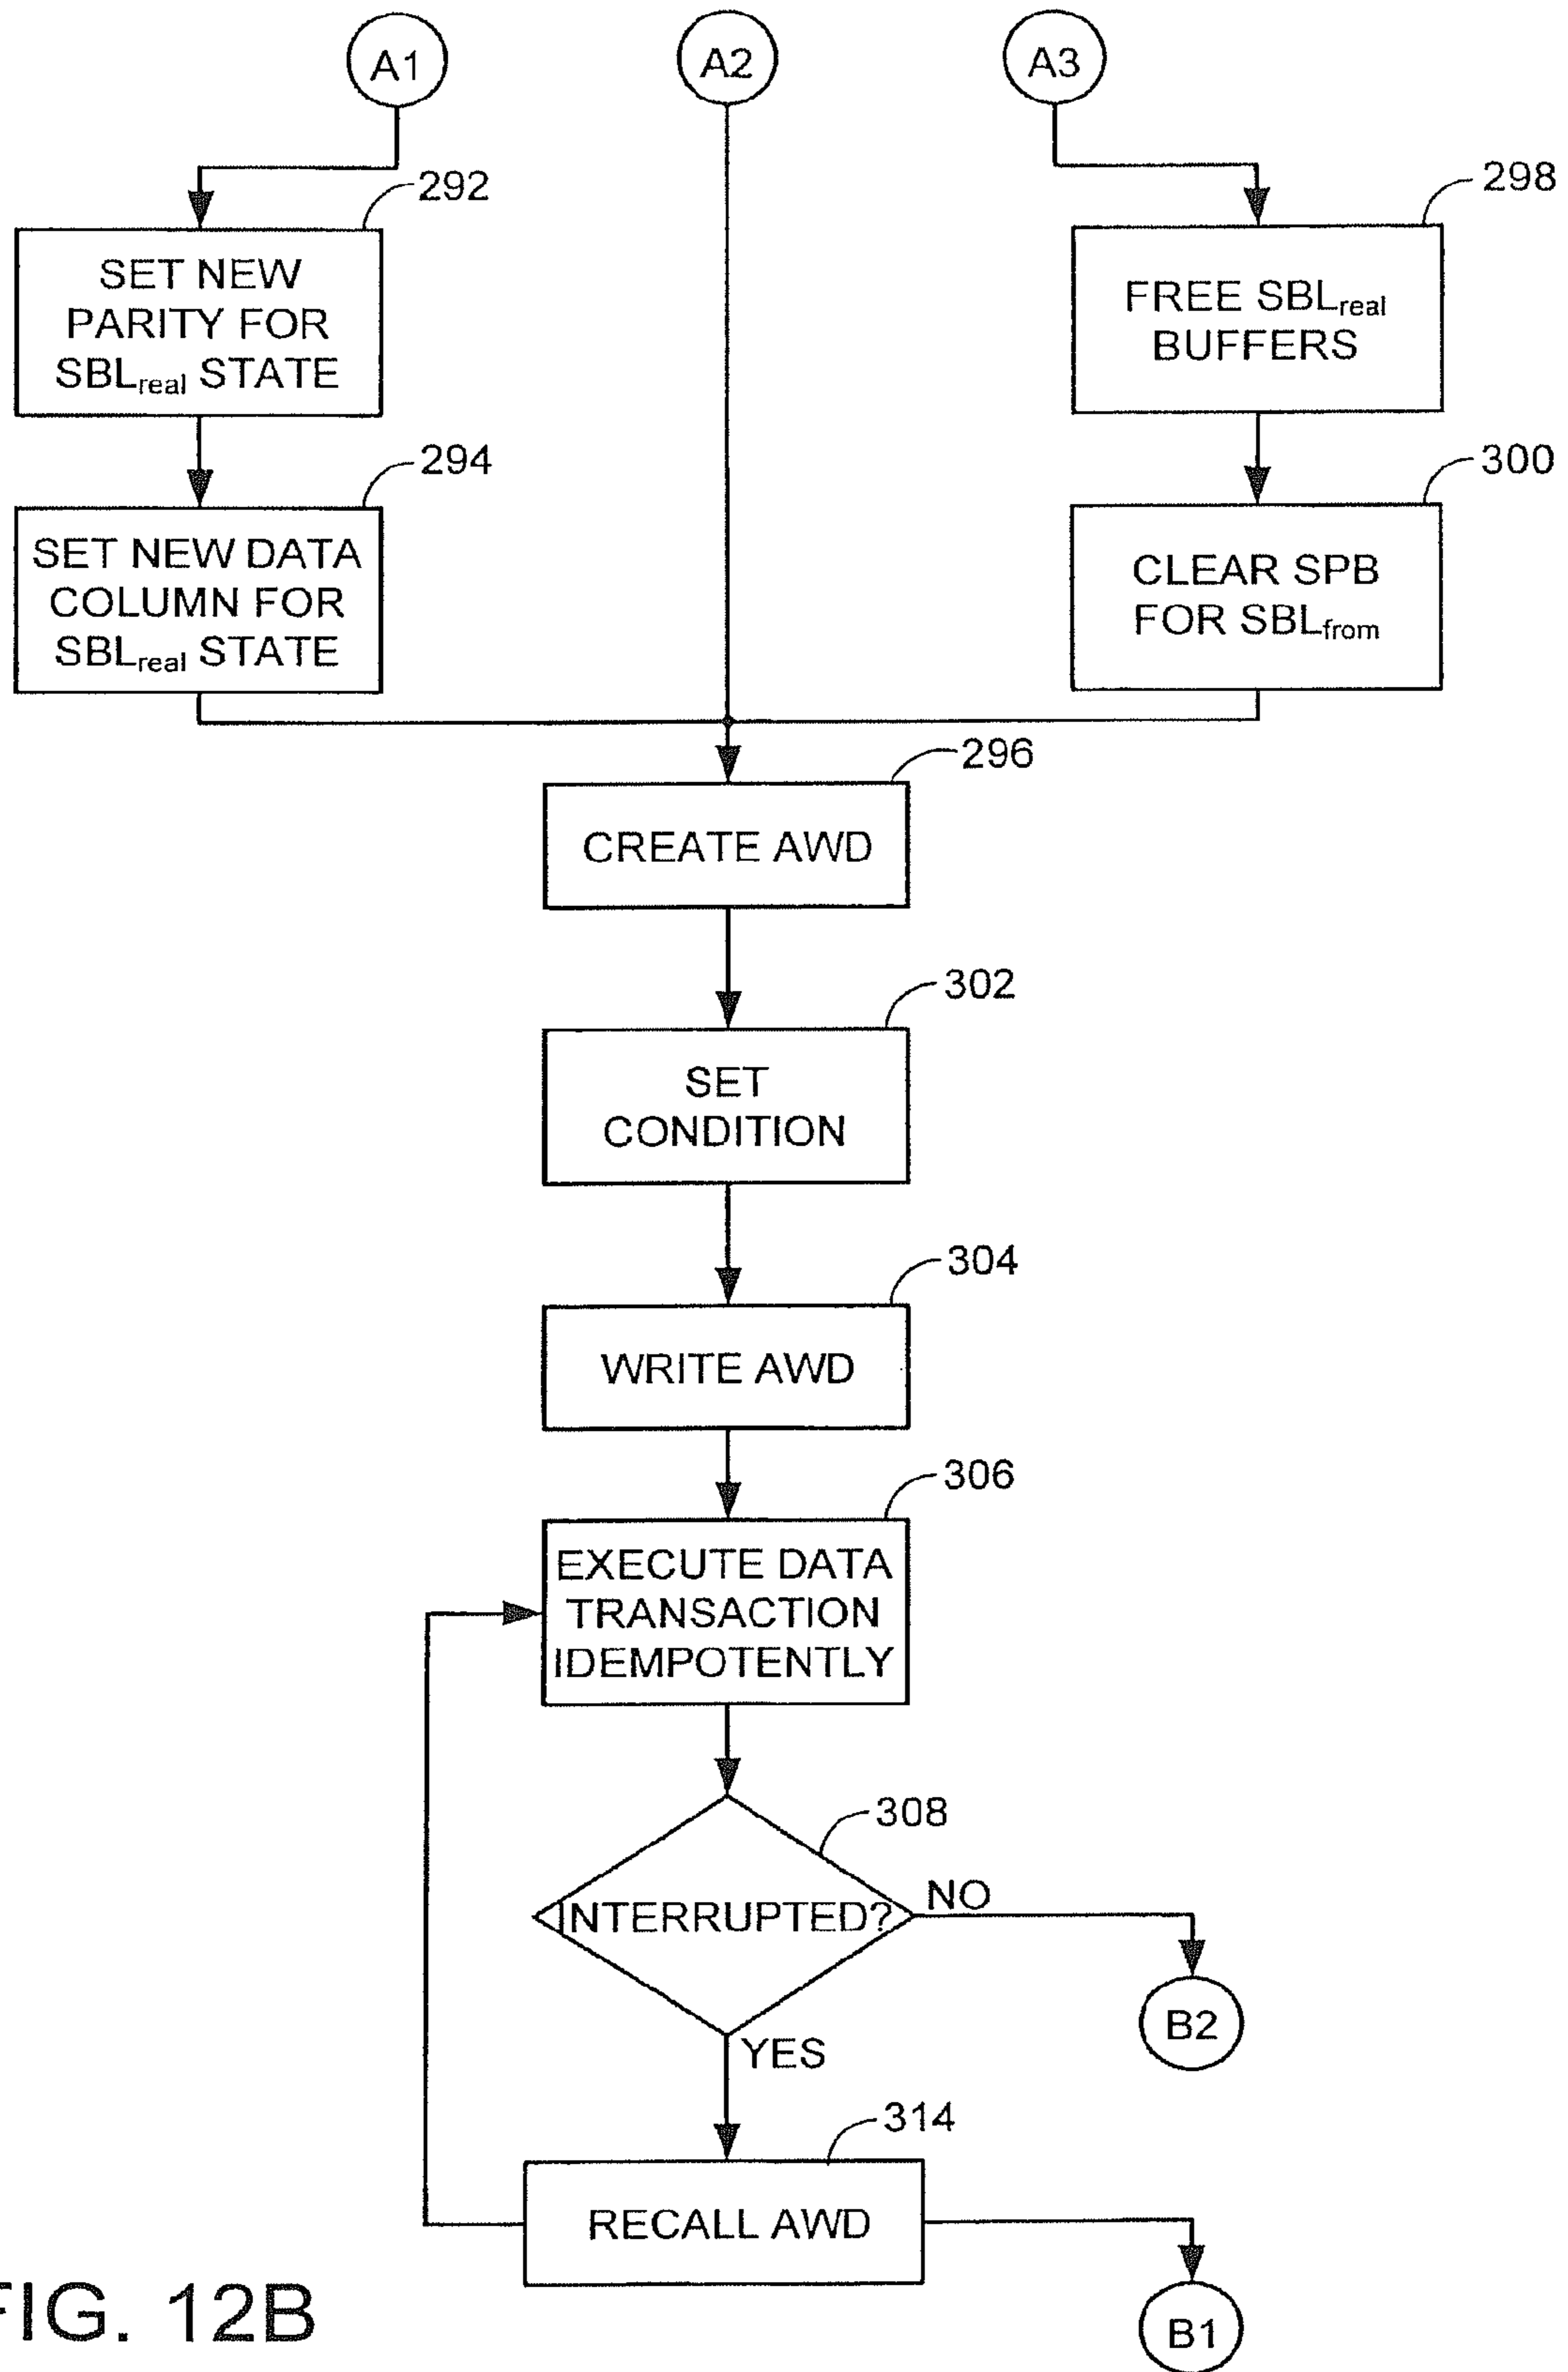 A1
A2
A3
292
SET NEW
PARITY FOR
SBLreal STATE
298
FREE SBLreal
BUFFERS
294
SET NEW DATA
COLUMN FOR
SBLreal STATE
300
CLEAR SPB
FOR SBLfrom
296
CREATE AWD
302
SET
CONDITION
304
WRITE AWD
306
EXECUTE DATA
TRANSACTION
IDEMPOTENTLY
308
INTERRUPTED?
NO
B2
YES
314
RECALL AWD
B1
FIG. 12B